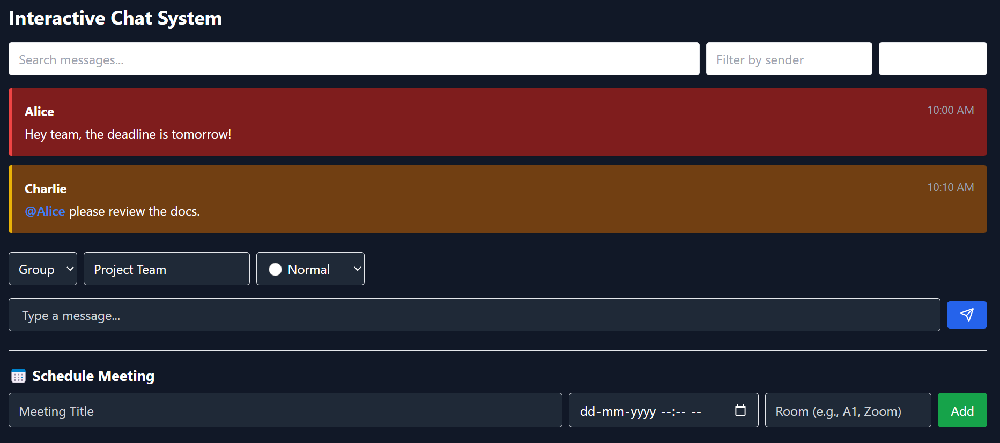 Interactive Chat System
Search messages... Filter by sender
Alice 10:00 AM
Hey team, the deadline is tomorrow!
Charlie 10:10 AM
@Alice please review the docs.
Group Project Team Normal
Type a message...
Schedule Meeting
Meeting Title dd-mm-yyyy --:-- -- Room (e.g., A1, Zoom) Add